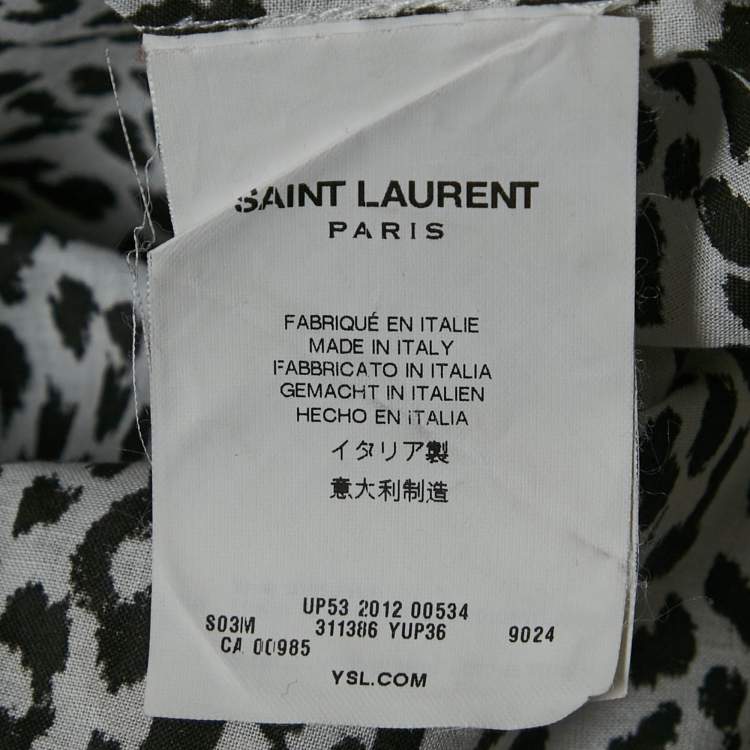 SAINT LAURENT
PARIS
FABRIQUÉ EN ITALIE
MADE IN ITALY
FABBRICATO IN ITALIA
GEMACHT IN ITALIEN
HECHO EN ITALIA
イタリア製
意大利制造
UP53 2012 00534
S03M 311386 YUP36 9024
CA 00985
YSL.COM